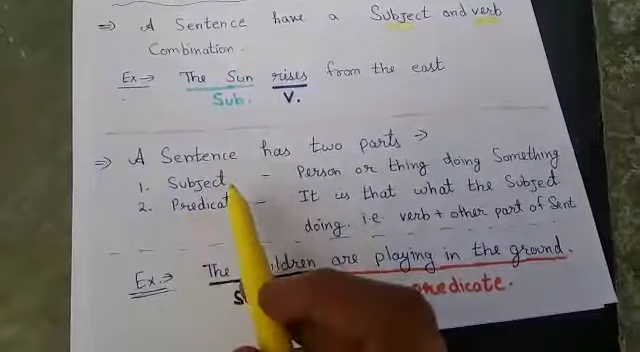 ⇒ A Sentence have a Subject and verb
Combination.
Ex→ The Sun rises from the east
Sub. V.
⇒ A Sentence has two parts →
1. Subject - Person or thing doing Something
2. Predicat - It us that what the Subject
doing. i.e. verb + other part of Sent
Ex.→ The ildren are playing in the ground.
S predicate.